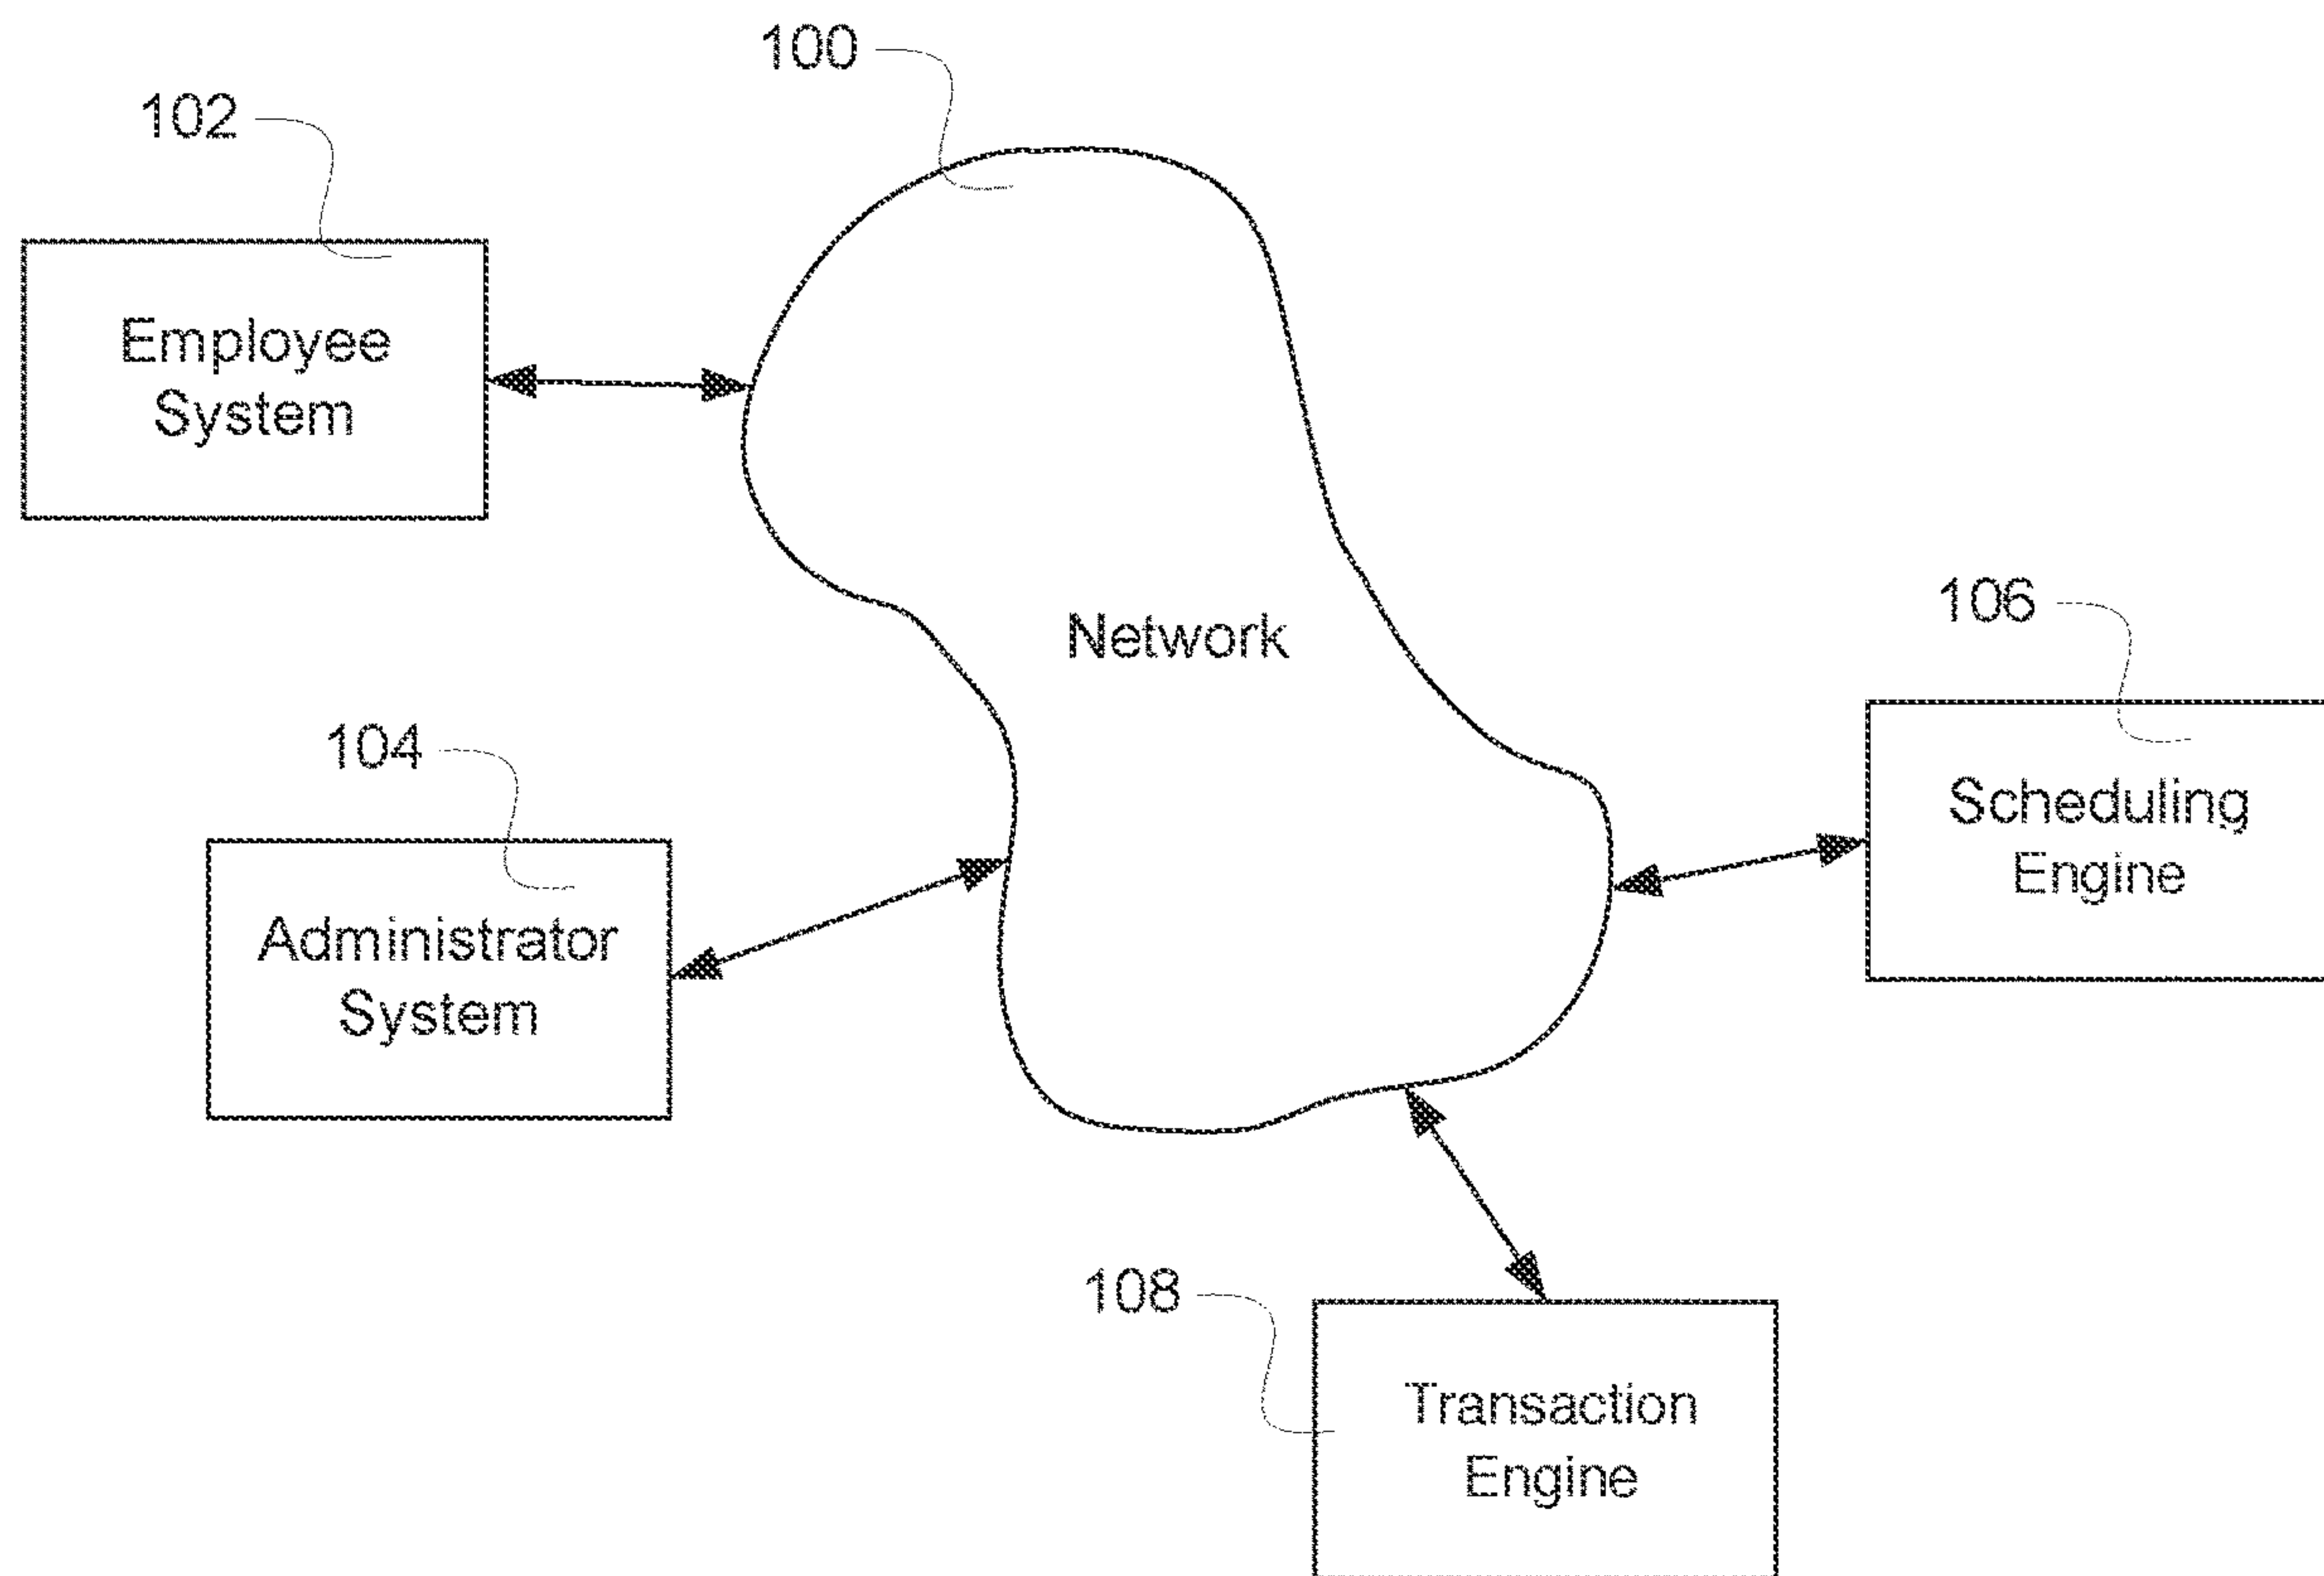 100
102
Employee
System
Network
106
104
Scheduling
Engine
Administrator
System
108
Transaction
Engine